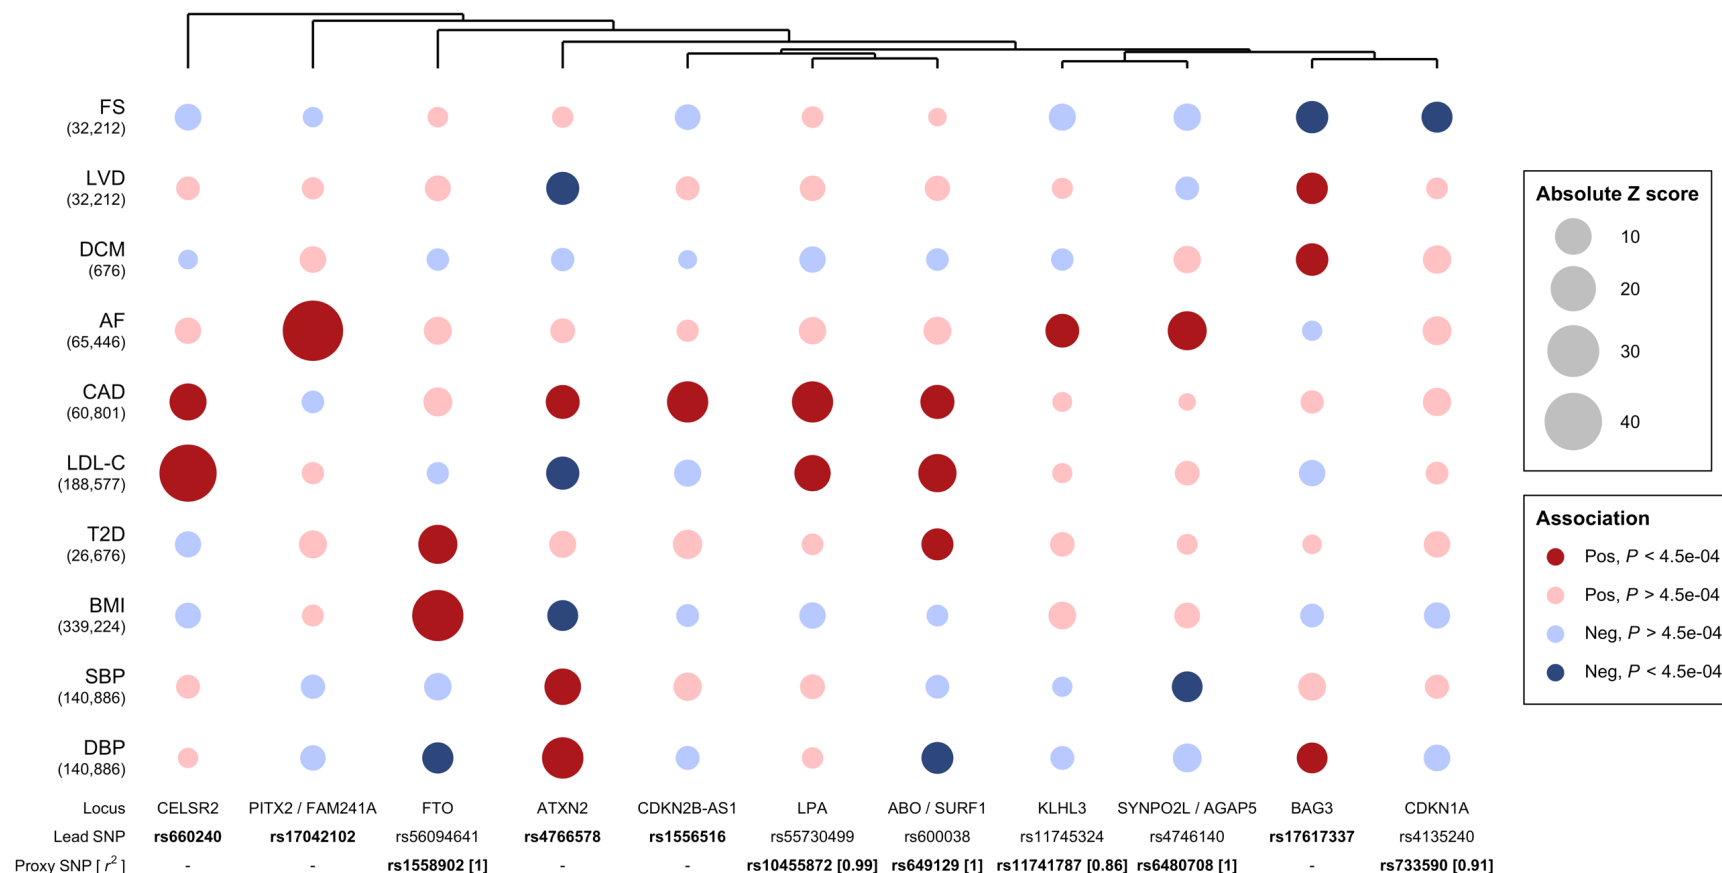 FS
(32,212)
LVD
(32,212)
DCM
(676)
AF
(65,446)
CAD
(60,801)
LDL-C
(188,577)
T2D
(26,676)
BMI
(339,224)
SBP
(140,886)
DBP
(140,886)
Locus CELSR2 PITX2 / FAM241A FTO ATXN2 CDKN2B-AS1 LPA ABO / SURF1 KLHL3 SYNPO2L / AGAP5 BAG3 CDKN1A
Lead SNP rs660240 rs17042102 rs56094641 rs4766578 rs1556516 rs55730499 rs600038 rs11745324 rs4746140 rs17617337 rs4135240
Proxy SNP [ r² ] - - rs1558902 [1] - - rs10455872 [0.99] rs649129 [1] rs11741787 [0.86] rs6480708 [1] - rs733590 [0.91]
Absolute Z score
10
20
30
40
Association
Pos, P < 4.5e-04
Pos, P > 4.5e-04
Neg, P > 4.5e-04
Neg, P < 4.5e-04